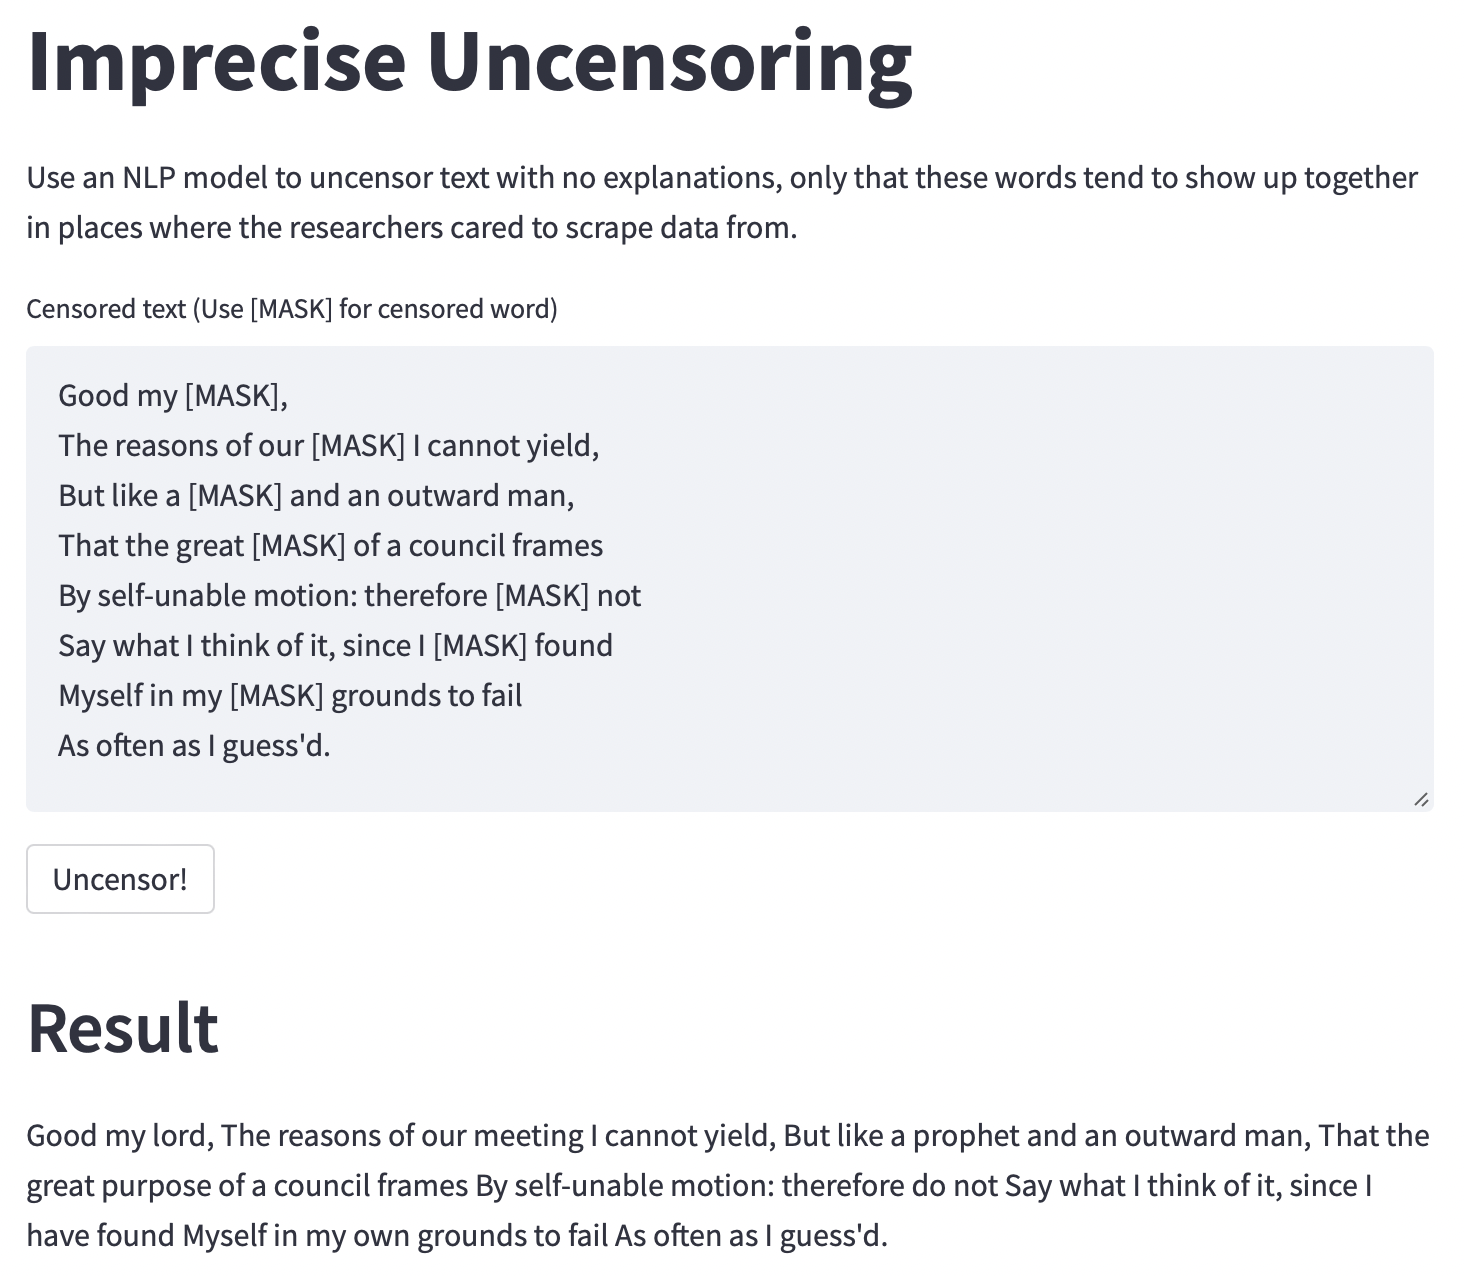 Imprecise Uncensoring
Use an NLP model to uncensor text with no explanations, only that these words tend to show up together
in places where the researchers cared to scrape data from.
Censored text (Use [MASK] for censored word)
Good my [MASK],
The reasons of our [MASK] I cannot yield,
But like a [MASK] and an outward man,
That the great [MASK] of a council frames
By self-unable motion: therefore [MASK] not
Say what I think of it, since I [MASK] found
Myself in my [MASK] grounds to fail
As often as I guess'd.
Uncensor!
Result
Good my lord, The reasons of our meeting I cannot yield, But like a prophet and an outward man, That the
great purpose of a council frames By self-unable motion: therefore do not Say what I think of it, since I
have found Myself in my own grounds to fail As often as I guess'd.